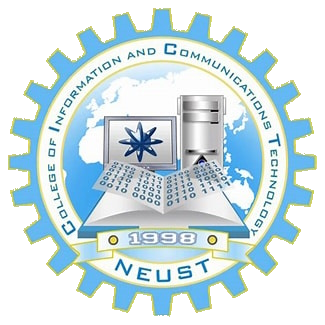 COLLEGE OF INFORMATION AND COMMUNICATIONS TECHNOLOGY
1998
NEUST